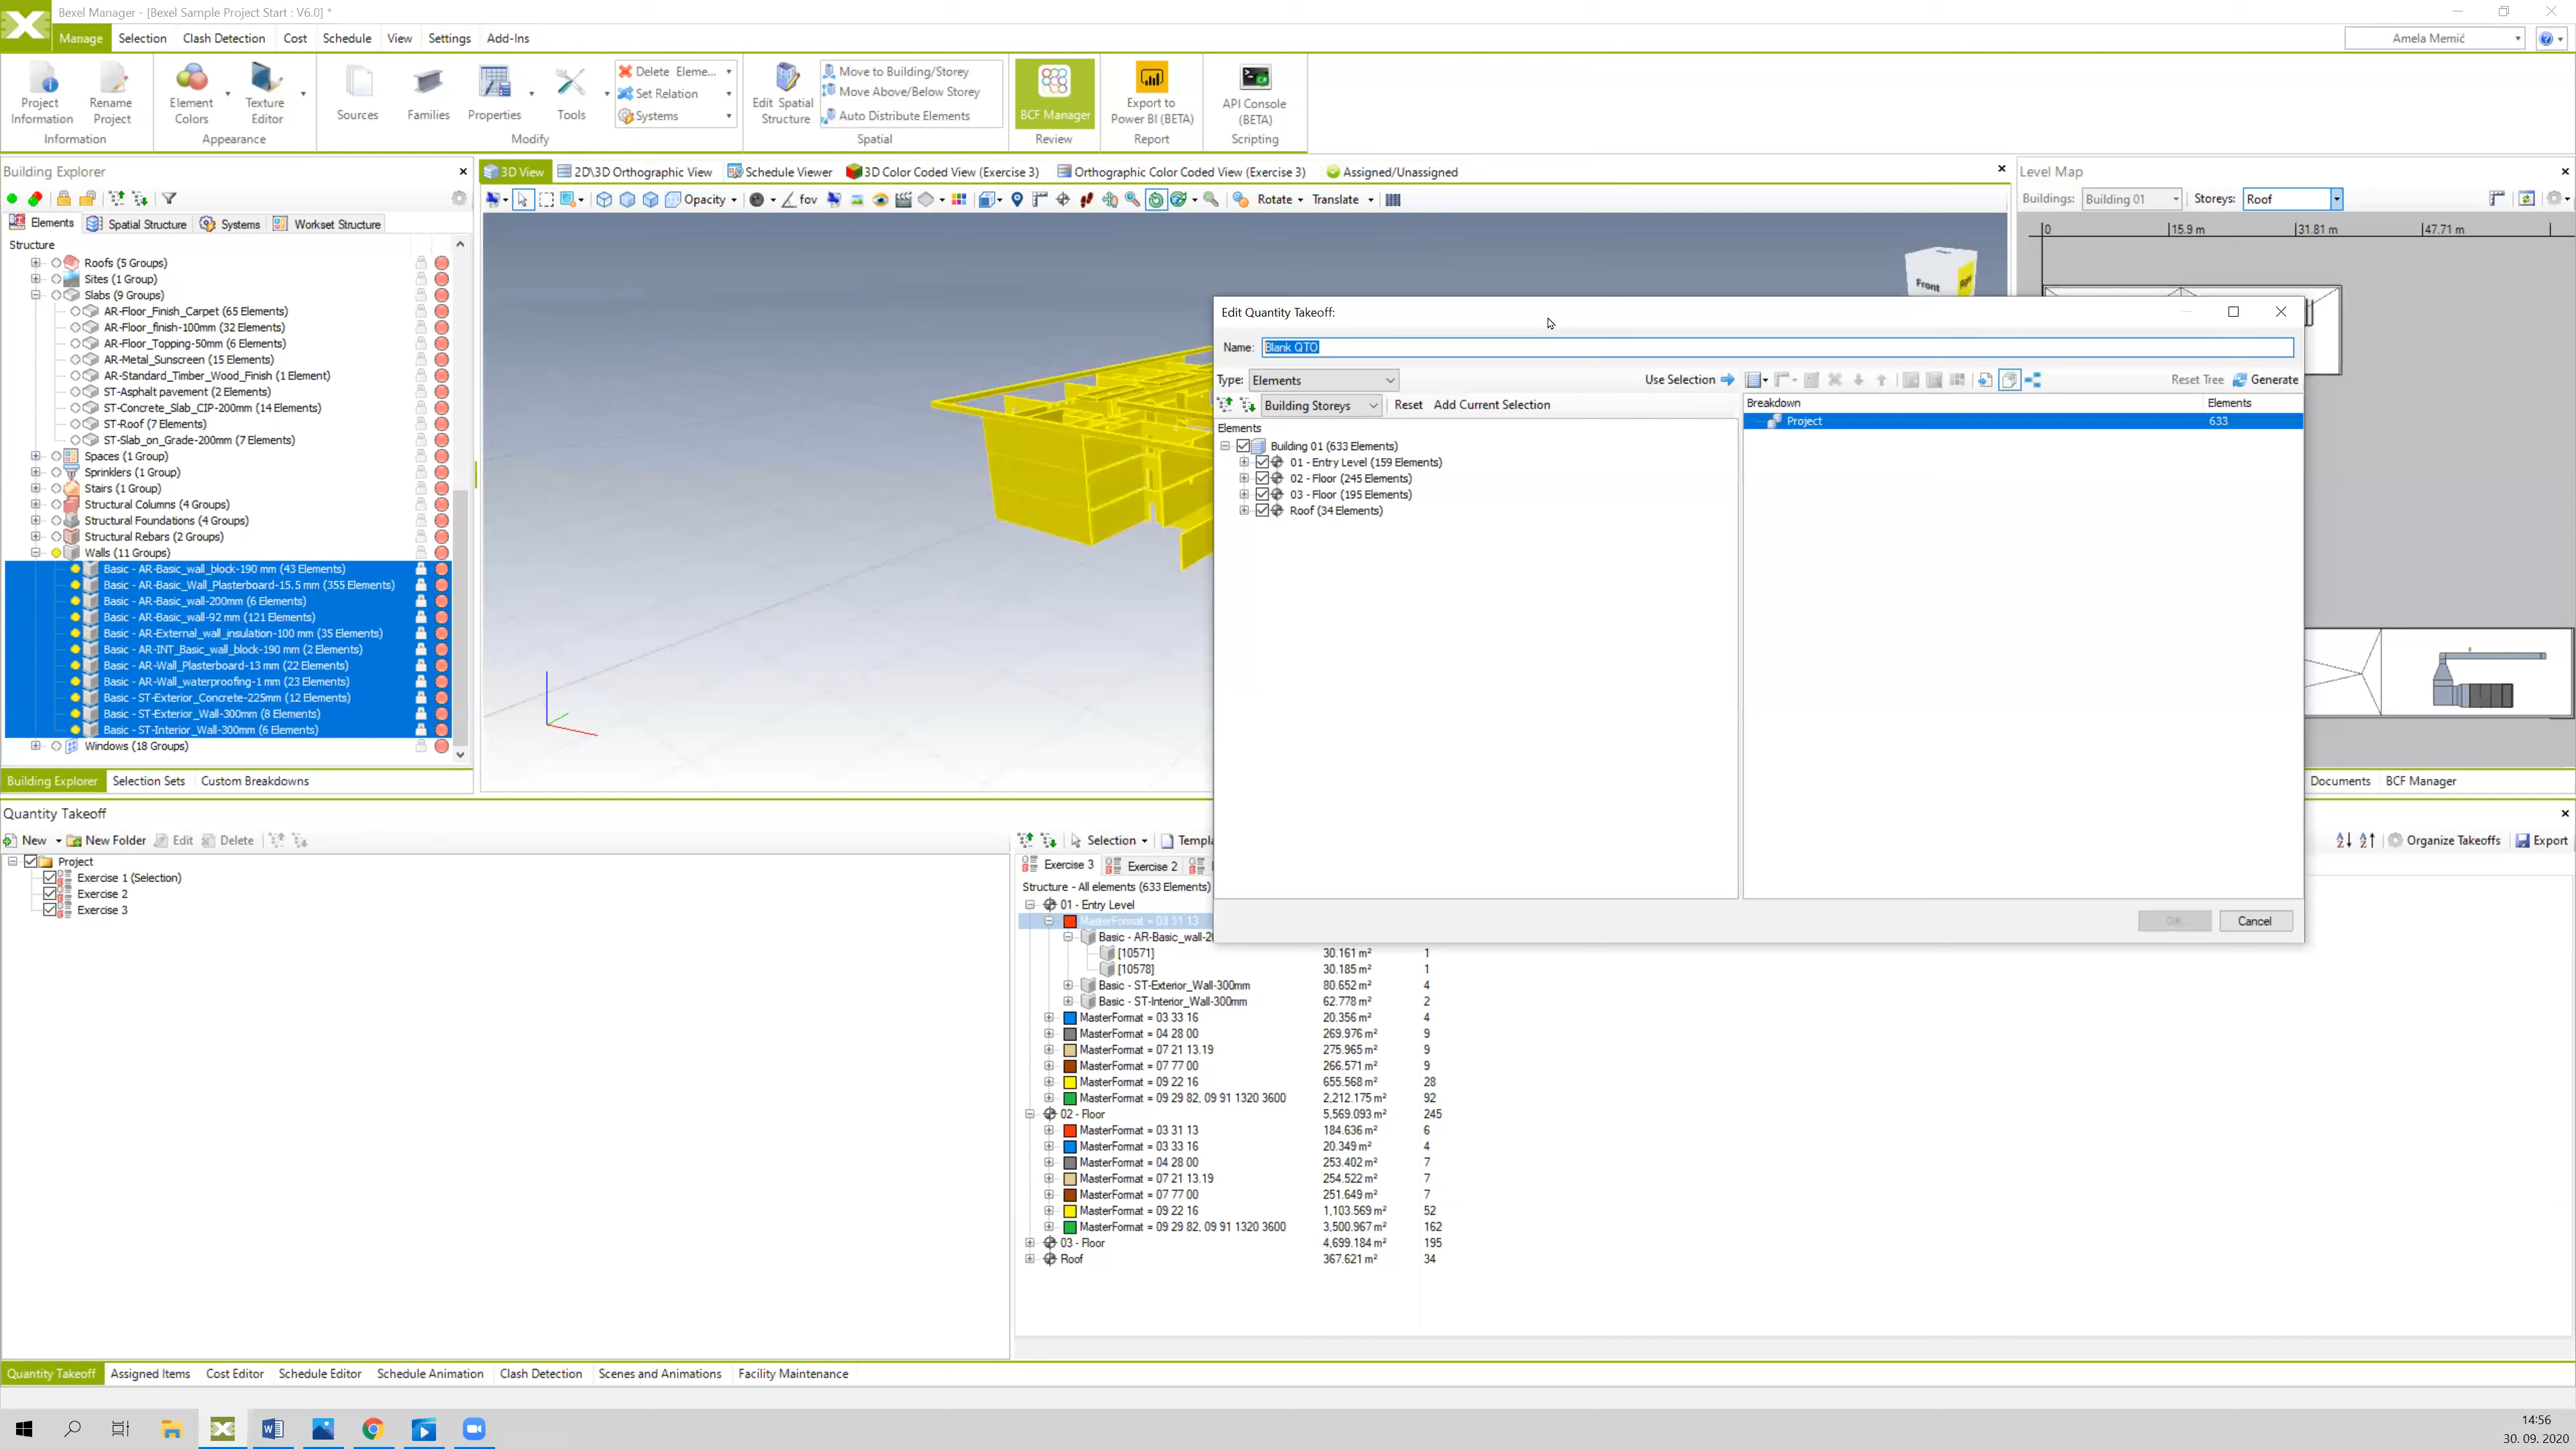 Bexel Manager - [Bexel Sample Project Start : V6.0] *
Manage Selection Clash Detection Cost Schedule View Settings Add-Ins
Amela Memić
Project Information
Rename Project
Information
Element Colors
Texture Editor
Appearance
Sources
Families
Properties
Tools
Delete Eleme...
Set Relation
Systems
Modify
Edit Spatial Structure
Move to Building/Storey
Move Above/Below Storey
Auto Distribute Elements
Spatial
BCF Manager
Review
Export to Power BI (BETA)
Report
API Console (BETA)
Scripting
Building Explorer
Elements Spatial Structure Systems Workset Structure
Structure
Roofs (5 Groups)
Sites (1 Group)
Slabs (9 Groups)
AR-Floor_Finish_Carpet (65 Elements)
AR-Floor_finish-100mm (32 Elements)
AR-Floor_Topping-50mm (6 Elements)
AR-Metal_Sunscreen (15 Elements)
AR-Standard_Timber_Wood_Finish (1 Element)
ST-Asphalt pavement (2 Elements)
ST-Concrete_Slab_CIP-200mm (14 Elements)
ST-Roof (7 Elements)
ST-Slab_on_Grade-200mm (7 Elements)
Spaces (1 Group)
Sprinklers (1 Group)
Stairs (1 Group)
Structural Columns (4 Groups)
Structural Foundations (4 Groups)
Structural Rebars (2 Groups)
Walls (11 Groups)
Basic - AR-Basic_wall_block-190 mm (43 Elements)
Basic - AR-Basic_Wall_Plasterboard-15.5 mm (355 Elements)
Basic - AR-Basic_wall-200mm (6 Elements)
Basic - AR-Basic_wall-92 mm (121 Elements)
Basic - AR-External_wall_insulation-100 mm (35 Elements)
Basic - AR-INT_Basic_wall_block-190 mm (2 Elements)
Basic - AR-Wall_Plasterboard-13 mm (22 Elements)
Basic - AR-Wall_waterproofing-1 mm (23 Elements)
Basic - ST-Exterior_Concrete-225mm (12 Elements)
Basic - ST-Exterior_Wall-300mm (8 Elements)
Basic - ST-Interior_Wall-300mm (6 Elements)
Windows (18 Groups)
Building Explorer Selection Sets Custom Breakdowns
3D View 2D\3D Orthographic View Schedule Viewer 3D Color Coded View (Exercise 3) Orthographic Color Coded View (Exercise 3) Assigned/Unassigned
Opacity fov Rotate Translate
Front
Level Map
Buildings: Building 01 Storeys: Roof
0 15.9 m 31.81 m 47.71 m
Documents BCF Manager
Edit Quantity Takeoff:
Name: Blank QTO
Type: Elements Use Selection Reset Tree Generate
Building Storeys Reset Add Current Selection
Elements
Building 01 (633 Elements)
01 - Entry Level (159 Elements)
02 - Floor (245 Elements)
03 - Floor (195 Elements)
Roof (34 Elements)
Breakdown Elements
Project 633
OK Cancel
Quantity Takeoff
New New Folder Edit Delete
Project
Exercise 1 (Selection)
Exercise 2
Exercise 3
Selection Templa
Organize Takeoffs Export
Exercise 3 Exercise 2
Structure - All elements (633 Elements)
01 - Entry Level
MasterFormat = 03 31 13
Basic - AR-Basic_wall-2
[10571] 30.161 m² 1
[10578] 30.185 m² 1
Basic - ST-Exterior_Wall-300mm 80.652 m² 4
Basic - ST-Interior_Wall-300mm 62.778 m² 2
MasterFormat = 03 33 16 20.356 m² 4
MasterFormat = 04 28 00 269.976 m² 9
MasterFormat = 07 21 13.19 275.965 m² 9
MasterFormat = 07 77 00 266.571 m² 9
MasterFormat = 09 22 16 655.568 m² 28
MasterFormat = 09 29 82, 09 91 1320 3600 2,212.175 m² 92
02 - Floor 5,569.093 m² 245
MasterFormat = 03 31 13 184.636 m² 6
MasterFormat = 03 33 16 20.349 m² 4
MasterFormat = 04 28 00 253.402 m² 7
MasterFormat = 07 21 13.19 254.522 m² 7
MasterFormat = 07 77 00 251.649 m² 7
MasterFormat = 09 22 16 1,103.569 m² 52
MasterFormat = 09 29 82, 09 91 1320 3600 3,500.967 m² 162
03 - Floor 4,699.184 m² 195
Roof 367.621 m² 34
Quantity Takeoff Assigned Items Cost Editor Schedule Editor Schedule Animation Clash Detection Scenes and Animations Facility Maintenance
14:56
30. 09. 2020